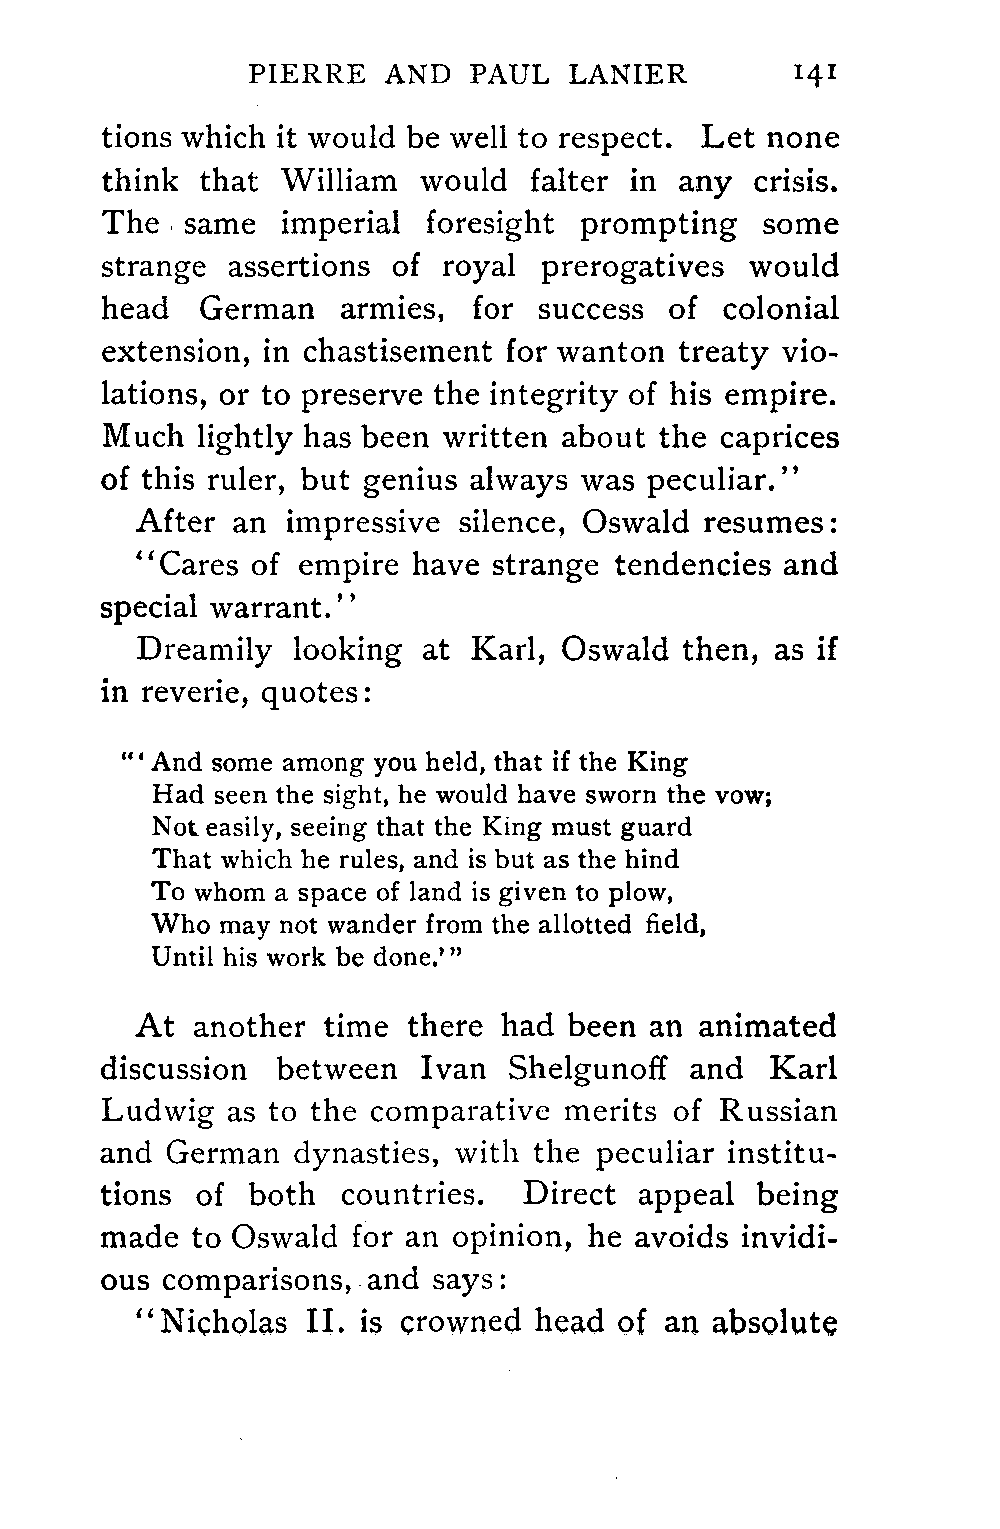 PIERRE AND PAUL LANIER 141
tions which it would be well to respect. Let none
think that William would falter in any crisis.
The same imperial foresight prompting some
strange assertions of royal prerogatives would
head German armies, for success of colonial
extension, in chastisement for wanton treaty vio-
lations, or to preserve the integrity of his empire.
Much lightly has been written about the caprices
of this ruler, but genius always was peculiar."
After an impressive silence, Oswald resumes:
"Cares of empire have strange tendencies and
special warrant."
Dreamily looking at Karl, Oswald then, as if
in reverie, quotes:
"'And some among you held, that if the King
Had seen the sight, he would have sworn the vow;
Not easily, seeing that the King must guard
That which he rules, and is but as the hind
To whom a space of land is given to plow,
Who may not wander from the allotted field,
Until his work be done.'"
At another time there had been an animated
discussion between Ivan Shelgunoff and Karl
Ludwig as to the comparative merits of Russian
and German dynasties, with the peculiar institu-
tions of both countries. Direct appeal being
made to Oswald for an opinion, he avoids invidi-
ous comparisons, and says:
"Nicholas II. is crowned head of an absolute